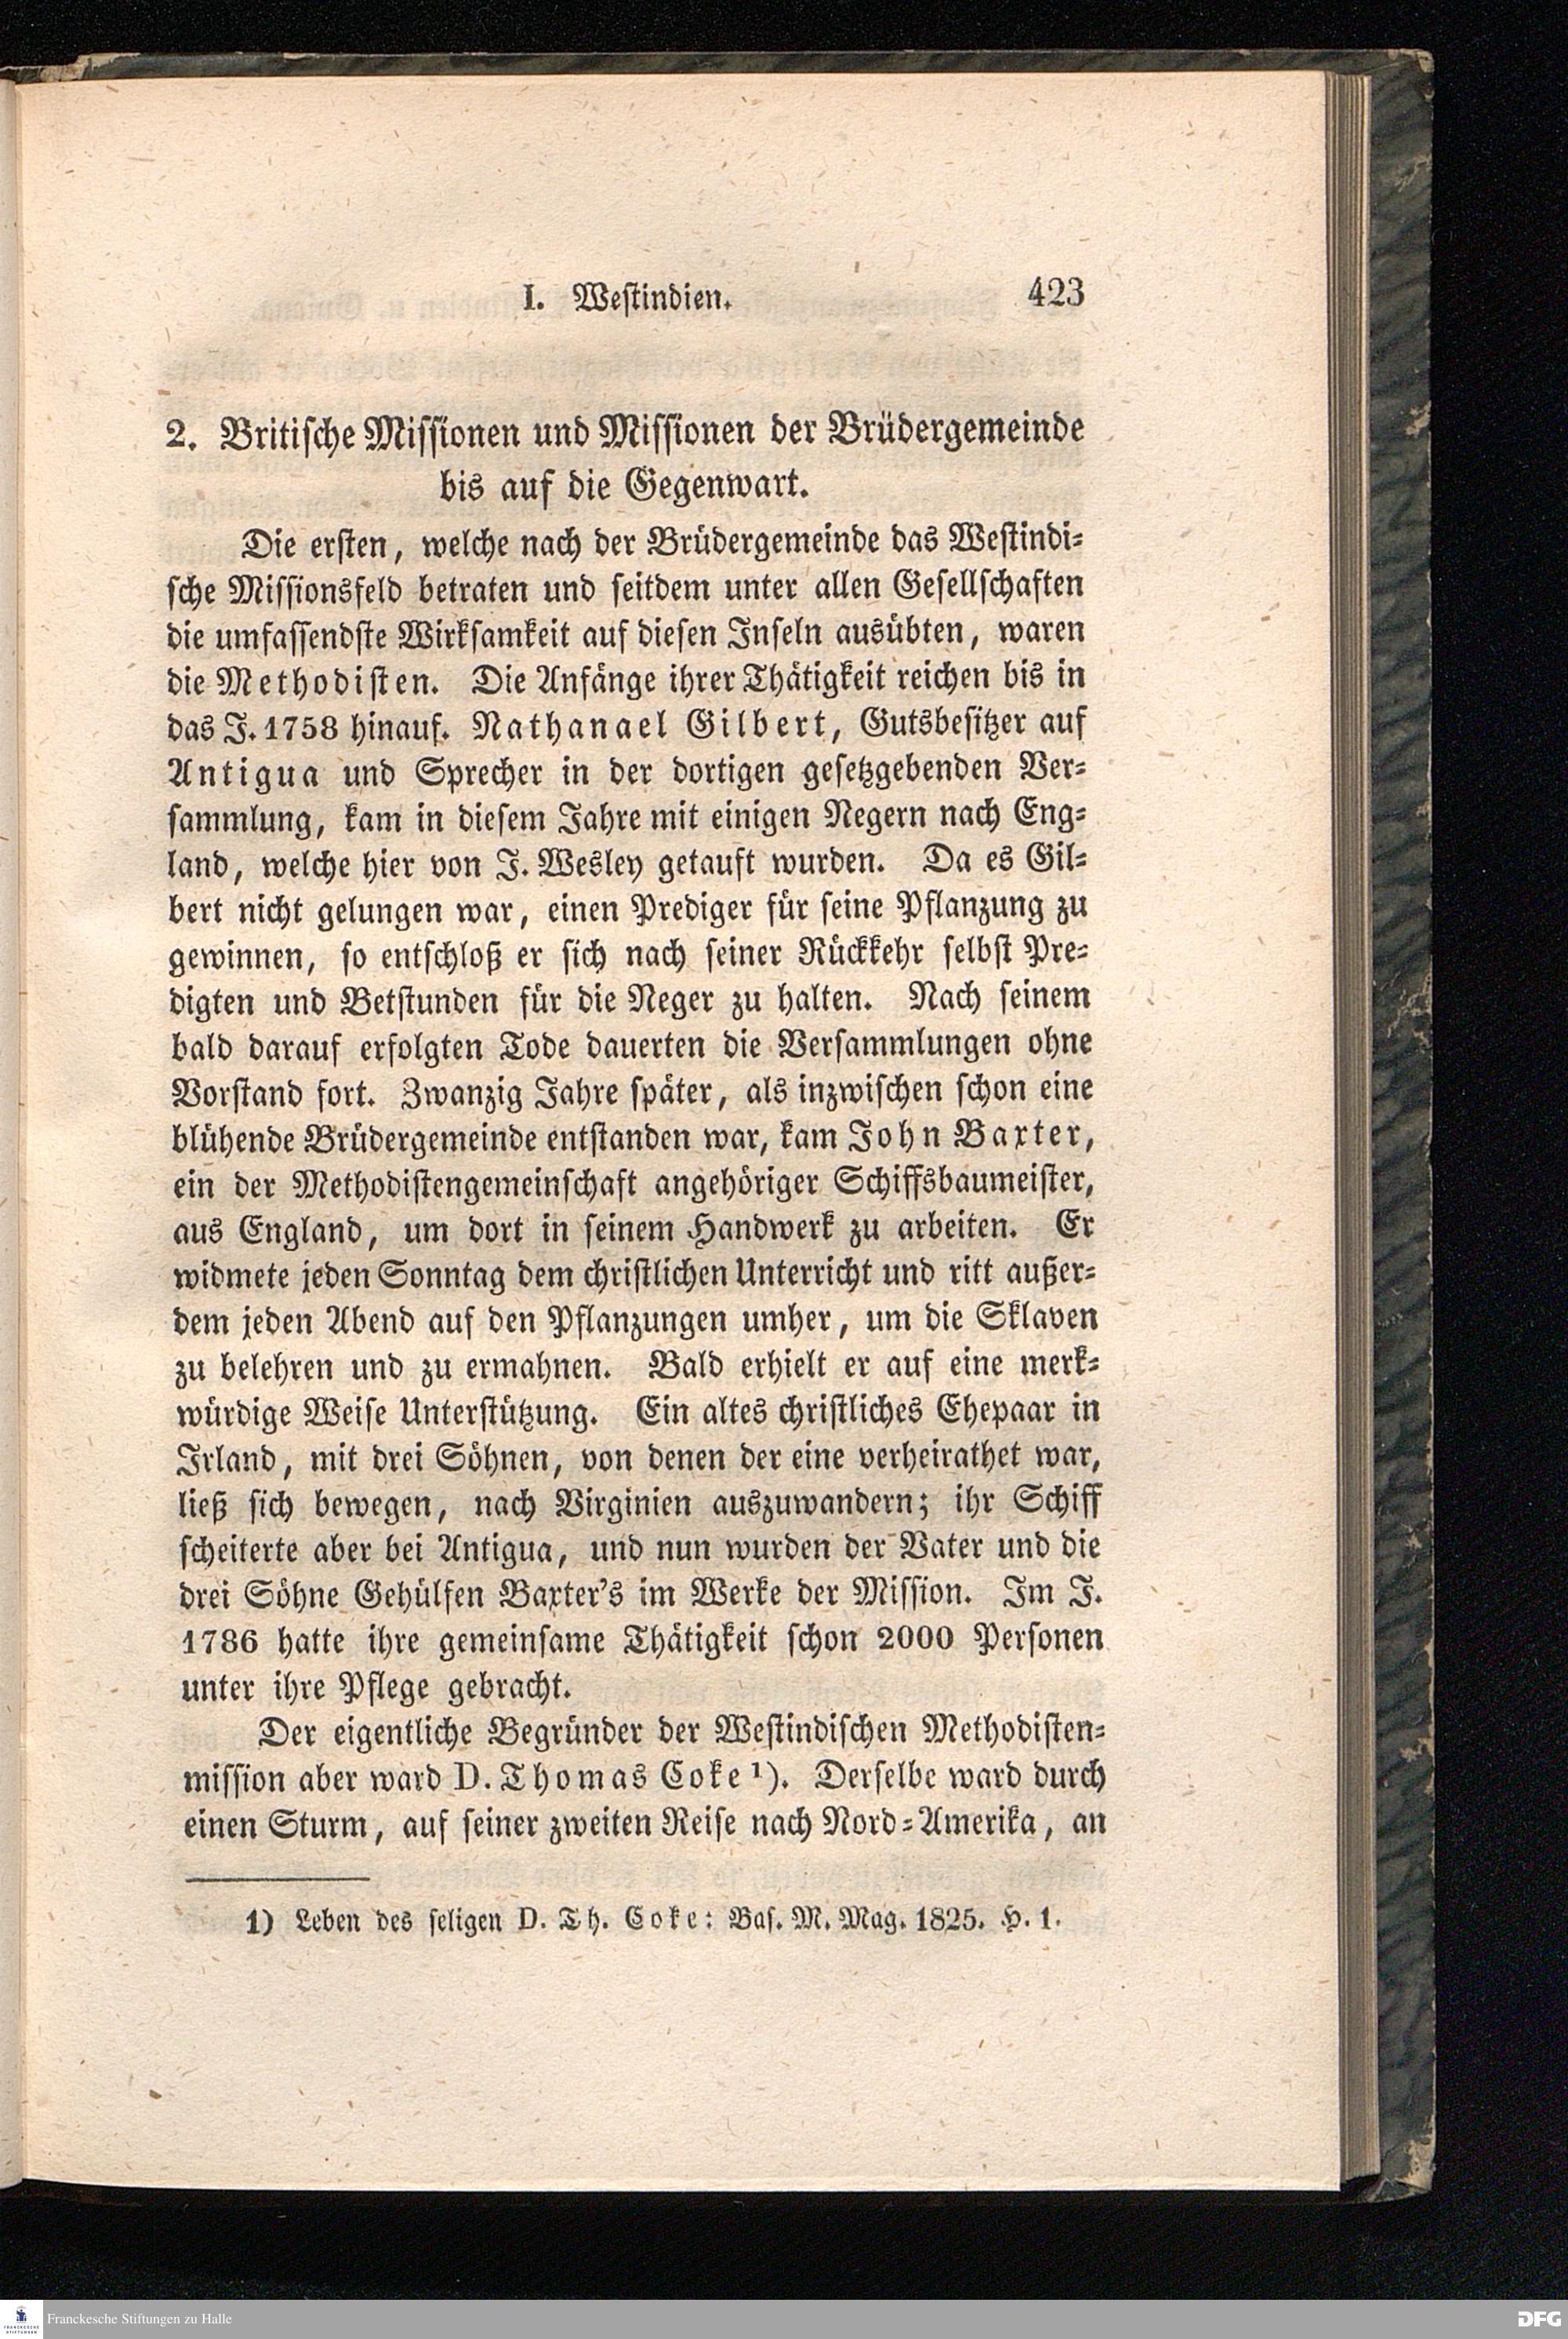 I. Westindien. 423
2. Britische Missionen und Missionen der Brüdergemeinde
bis auf die Gegenwart.
Die ersten, welche nach der Brüdergemeinde das Westindi-
sche Missionsfeld betraten und seitdem unter allen Gesellschaften
die umfassendste Wirksamkeit auf diesen Inseln ausübten, waren
die Methodisten. Die Anfänge ihrer Thätigkeit reichen bis in
das J. 1758 hinauf. Nathanael Gilbert, Gutsbesitzer auf
Antigua und Sprecher in der dortigen gesetzgebenden Ver-
sammlung, kam in diesem Jahre mit einigen Negern nach Eng-
land, welche hier von J. Wesley getauft wurden. Da es Gil-
bert nicht gelungen war, einen Prediger für seine Pflanzung zu
gewinnen, so entschloß er sich nach seiner Rückkehr selbst Pre-
digten und Betstunden für die Neger zu halten. Nach seinem
bald darauf erfolgten Tode dauerten die Versammlungen ohne
Vorstand fort. Zwanzig Jahre später, als inzwischen schon eine
blühende Brüdergemeinde entstanden war, kam John Baxter,
ein der Methodistengemeinschaft angehöriger Schiffsbaumeister,
aus England, um dort in seinem Handwerk zu arbeiten. Er
widmete jeden Sonntag dem christlichen Unterricht und ritt außer-
dem jeden Abend auf den Pflanzungen umher, um die Sklaven
zu belehren und zu ermahnen. Bald erhielt er auf eine merk-
würdige Weise Unterstützung. Ein altes christliches Ehepaar in
Irland, mit drei Söhnen, von denen der eine verheirathet war,
ließ sich bewegen, nach Virginien auszuwandern; ihr Schiff
scheiterte aber bei Antigua, und nun wurden der Vater und die
drei Söhne Gehülfen Baxter's im Werke der Mission. Im J.
1786 hatte ihre gemeinsame Thätigkeit schon 2000 Personen
unter ihre Pflege gebracht.
Der eigentliche Begründer der Westindischen Methodisten-
mission aber ward D. Thomas Coke ¹). Derselbe ward durch
einen Sturm, auf seiner zweiten Reise nach Nord-Amerika, an
1) Leben des seligen D. Th. Coke: Bas. M. Mag. 1825. H. 1.
Franckesche Stiftungen zu Halle
DFG